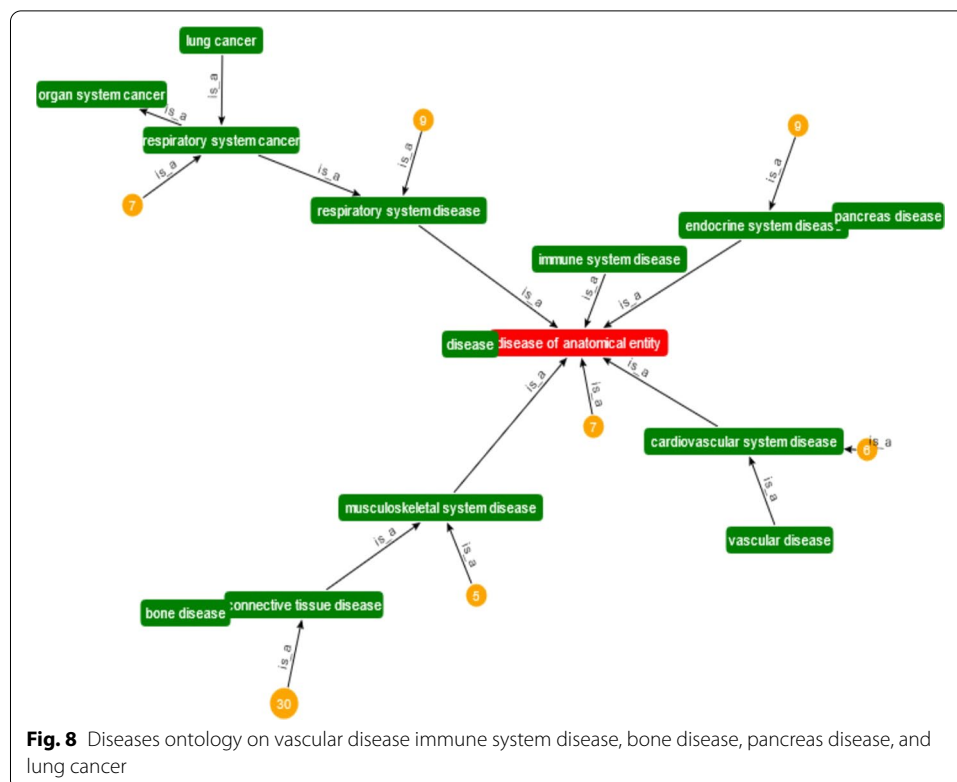 lung cancer
is_a
organ system cancer
is_a
respiratory system cancer
9
9
is_a
is_a
is_a
is_a
7
respiratory system disease
pancreas disease
endocrine system disease
immune system disease
is_a
is_a
is_a
disease
disease of anatomical entity
is_a
is_a
is_a
7
cardiovascular system disease
is_a
6
is_a
musculoskeletal system disease
is_a
vascular disease
is_a
5
connective tissue disease
bone disease
is_a
30
Fig. 8 Diseases ontology on vascular disease immune system disease, bone disease, pancreas disease, and
lung cancer